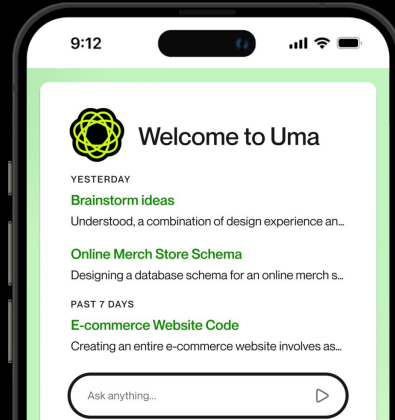 9:12
Welcome to Uma
YESTERDAY
Brainstorm ideas
Understood, a combination of design experience an...
Online Merch Store Schema
Designing a database schema for an online merch s...
PAST 7 DAYS
E-commerce Website Code
Creating an entire e-commerce website involves as...
Ask anything...